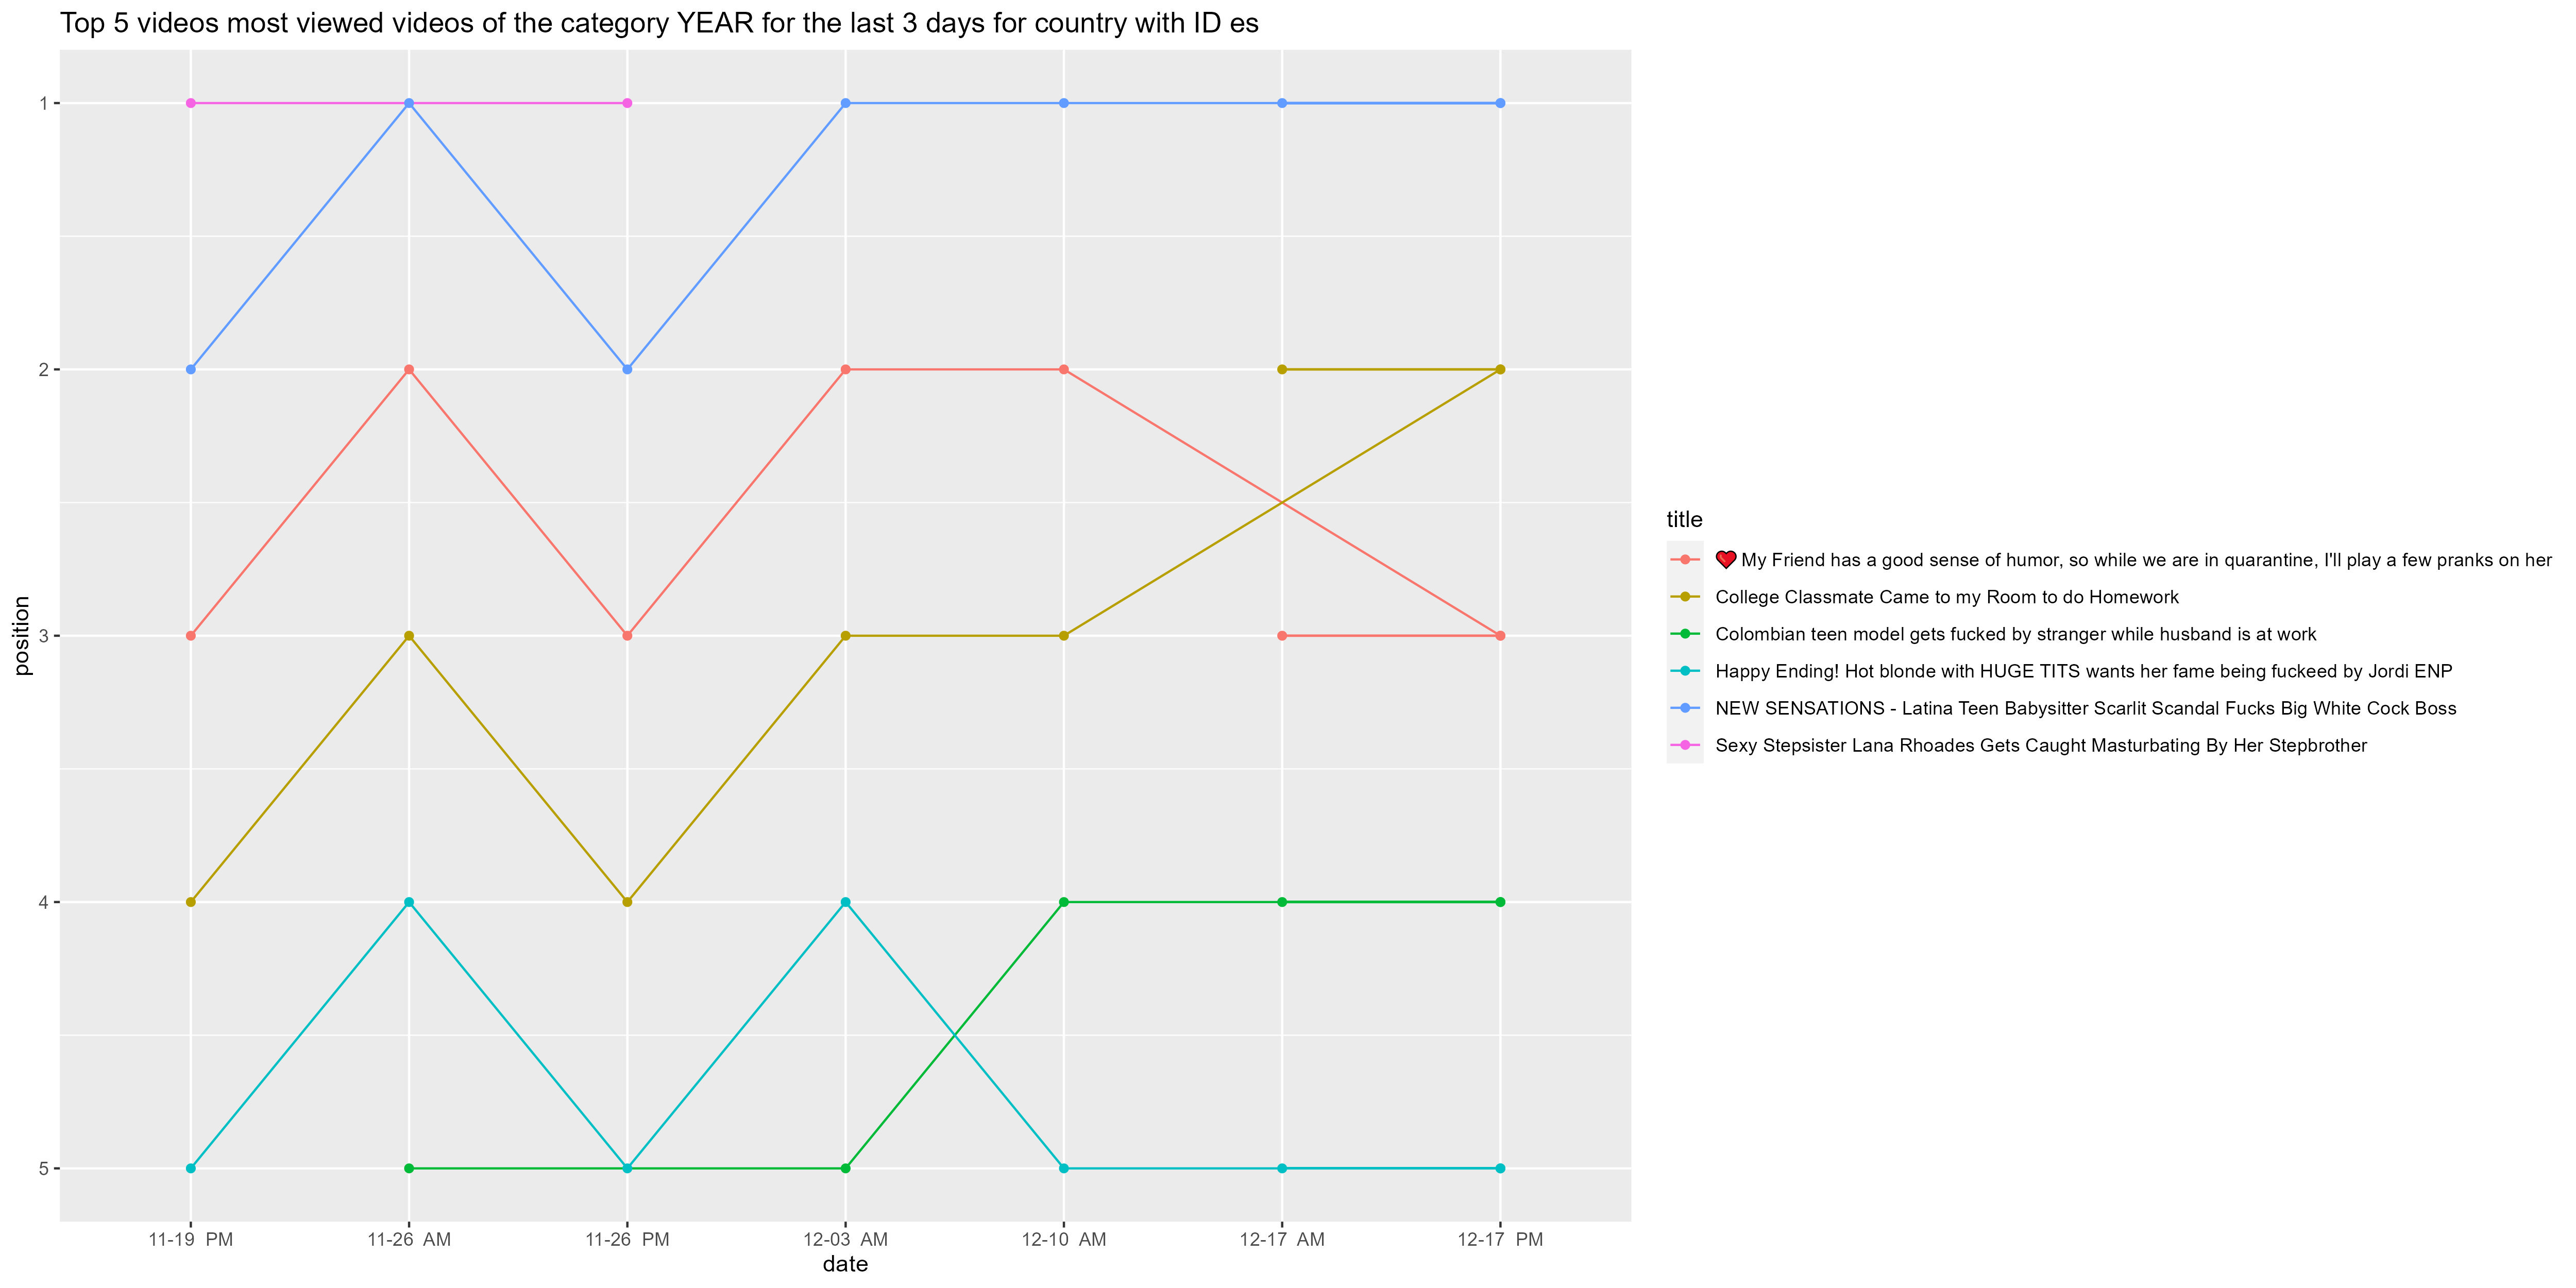 Top 5 videos most viewed videos of the category YEAR for the last 3 days for country with ID es
position
1
2
3
4
5
11-19 PM
11-26 AM
11-26 PM
12-03 AM
12-10 AM
12-17 AM
12-17 PM
date
title
❤️ My Friend has a good sense of humor, so while we are in quarantine, I'll play a few pranks on her
College Classmate Came to my Room to do Homework
Colombian teen model gets fucked by stranger while husband is at work
Happy Ending! Hot blonde with HUGE TITS wants her fame being fuckeed by Jordi ENP
NEW SENSATIONS - Latina Teen Babysitter Scarlit Scandal Fucks Big White Cock Boss
Sexy Stepsister Lana Rhoades Gets Caught Masturbating By Her Stepbrother